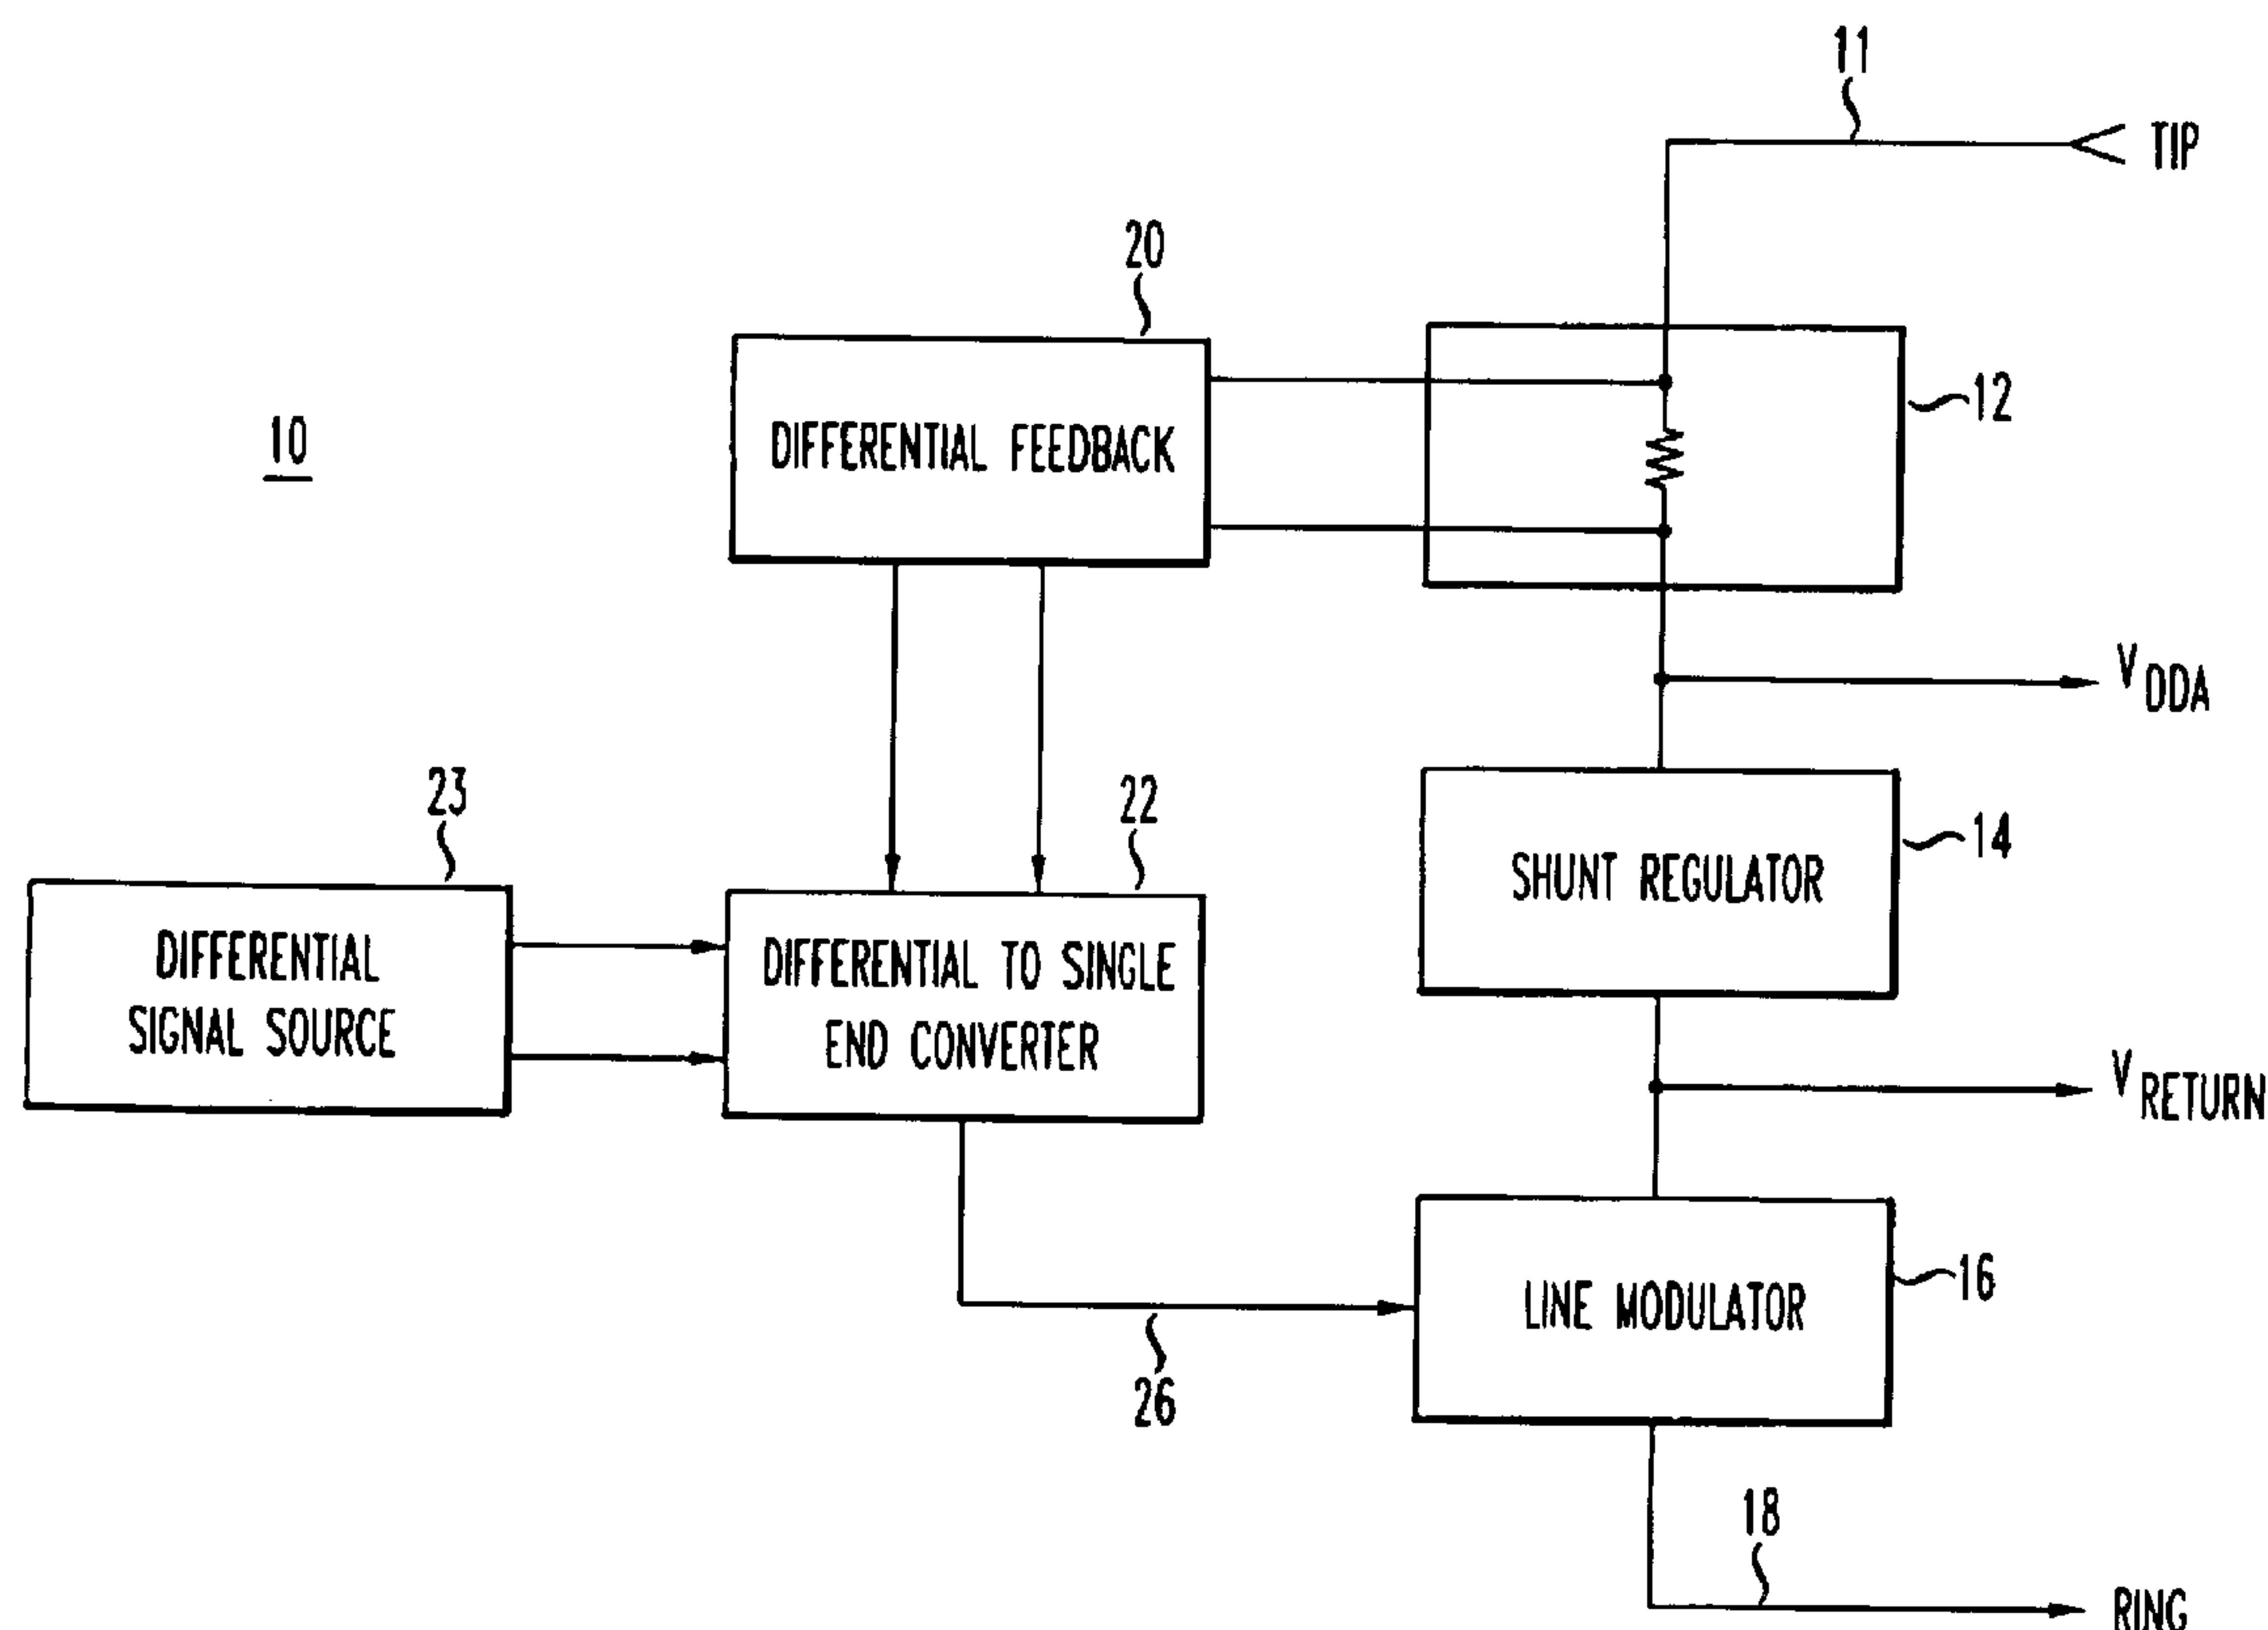 11
TIP
20
10
DIFFERENTIAL FEEDBACK
12
VDDA
23
22
14
SHUNT REGULATOR
DIFFERENTIAL
SIGNAL SOURCE
DIFFERENTIAL TO SINGLE
END CONVERTER
VRETURN
16
LINE MODULATOR
26
18
RING